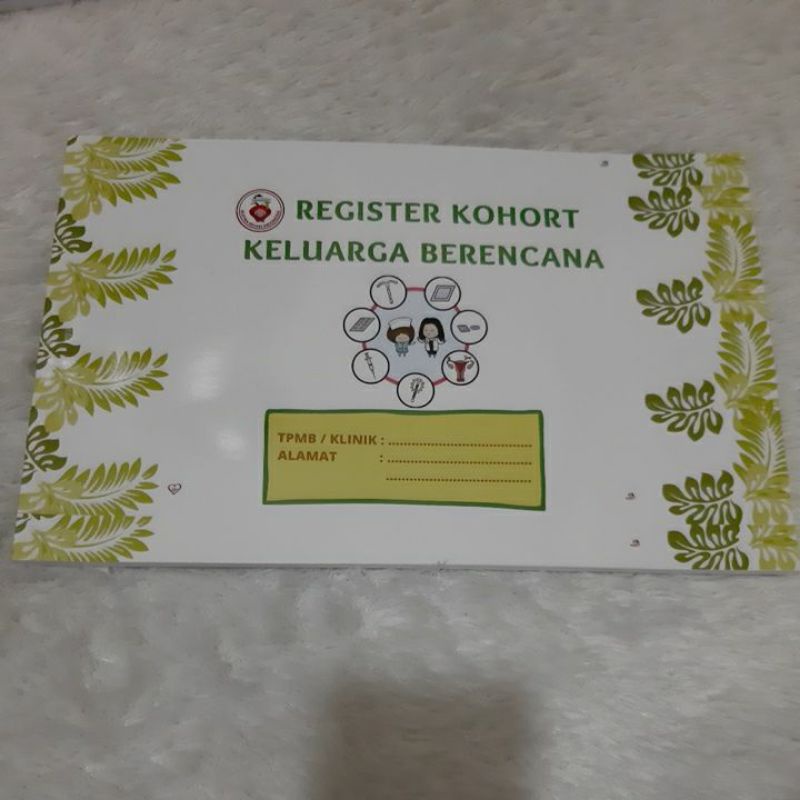 REGISTER KOHORT
KELUARGA BERENCANA
TPMB / KLINIK : ........................................
ALAMAT : ........................................
........................................